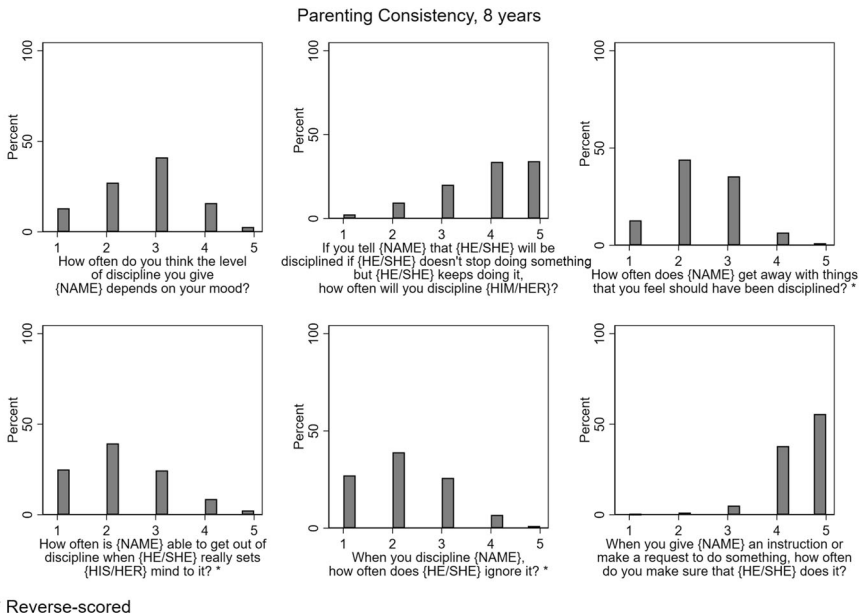 Parenting Consistency, 8 years
Percent
100
50
0
1 2 3 4 5
How often do you think the level
of discipline you give
{NAME} depends on your mood?
Percent
100
50
0
1 2 3 4 5
If you tell {NAME} that {HE/SHE} will be
disciplined if {HE/SHE} doesn't stop doing something
but {HE/SHE} keeps doing it,
how often will you discipline {HIM/HER}?
Percent
100
50
0
1 2 3 4 5
How often does {NAME} get away with things
that you feel should have been disciplined? *
Percent
100
50
0
1 2 3 4 5
How often is {NAME} able to get out of
discipline when {HE/SHE} really sets
{HIS/HER} mind to it? *
Percent
100
50
0
1 2 3 4 5
When you discipline {NAME},
how often does {HE/SHE} ignore it? *
Percent
100
50
0
1 2 3 4 5
When you give {NAME} an instruction or
make a request to do something, how often
do you make sure that {HE/SHE} does it?
Reverse-scored